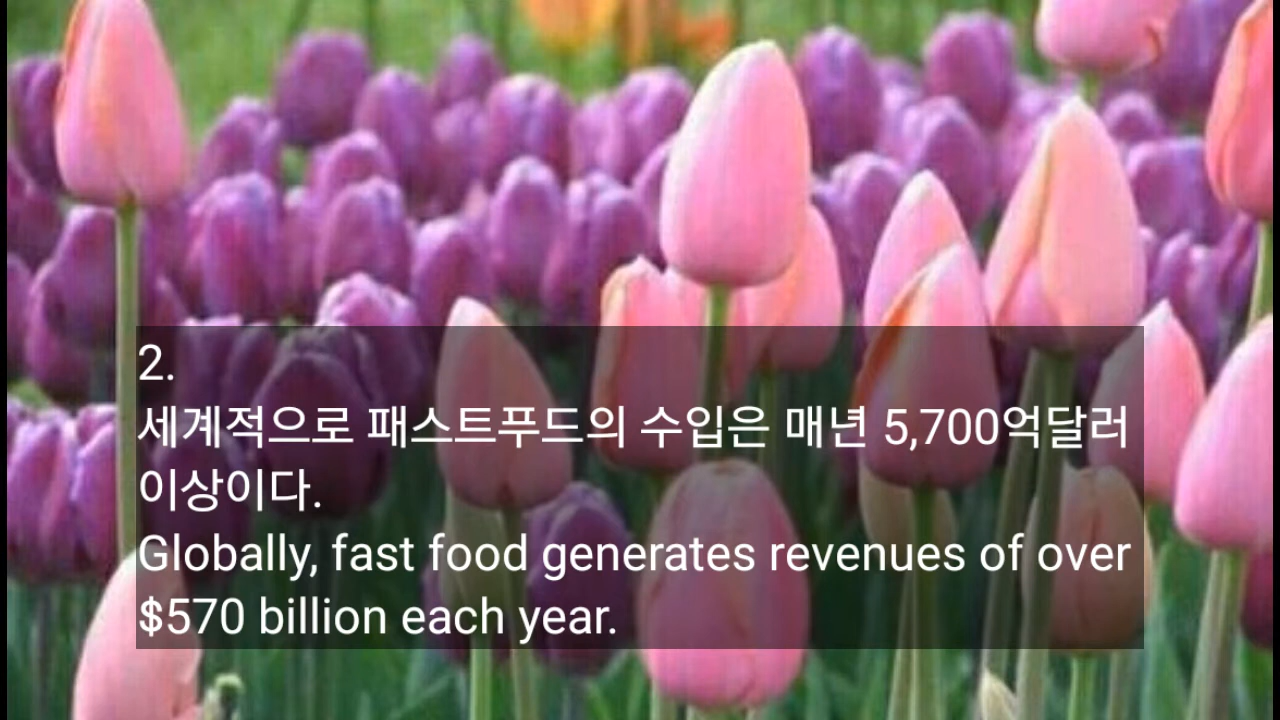 2.
세계적으로 패스트푸드의 수입은 매년 5,700억달러
이상이다.
Globally, fast food generates revenues of over
$570 billion each year.